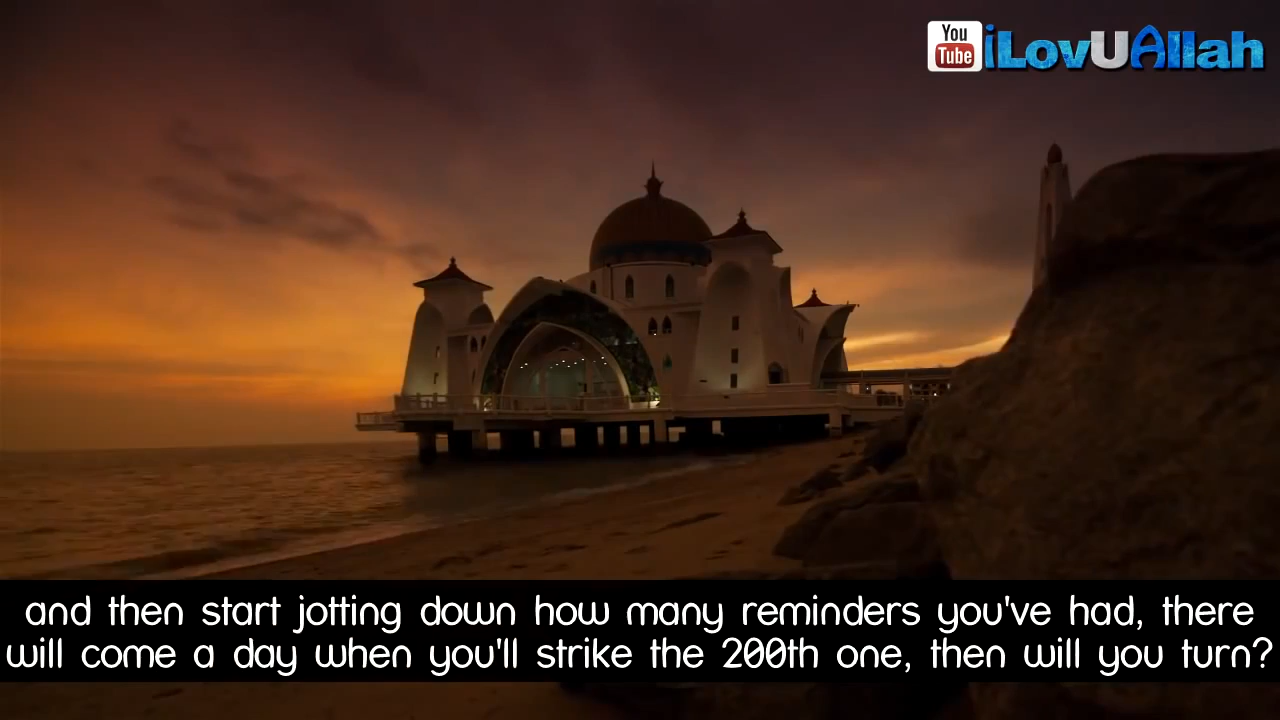 You
Tube
iLovUAllah
and then start jotting down how many reminders you've had, there
will come a day when you'll strike the 200th one, then will you turn?